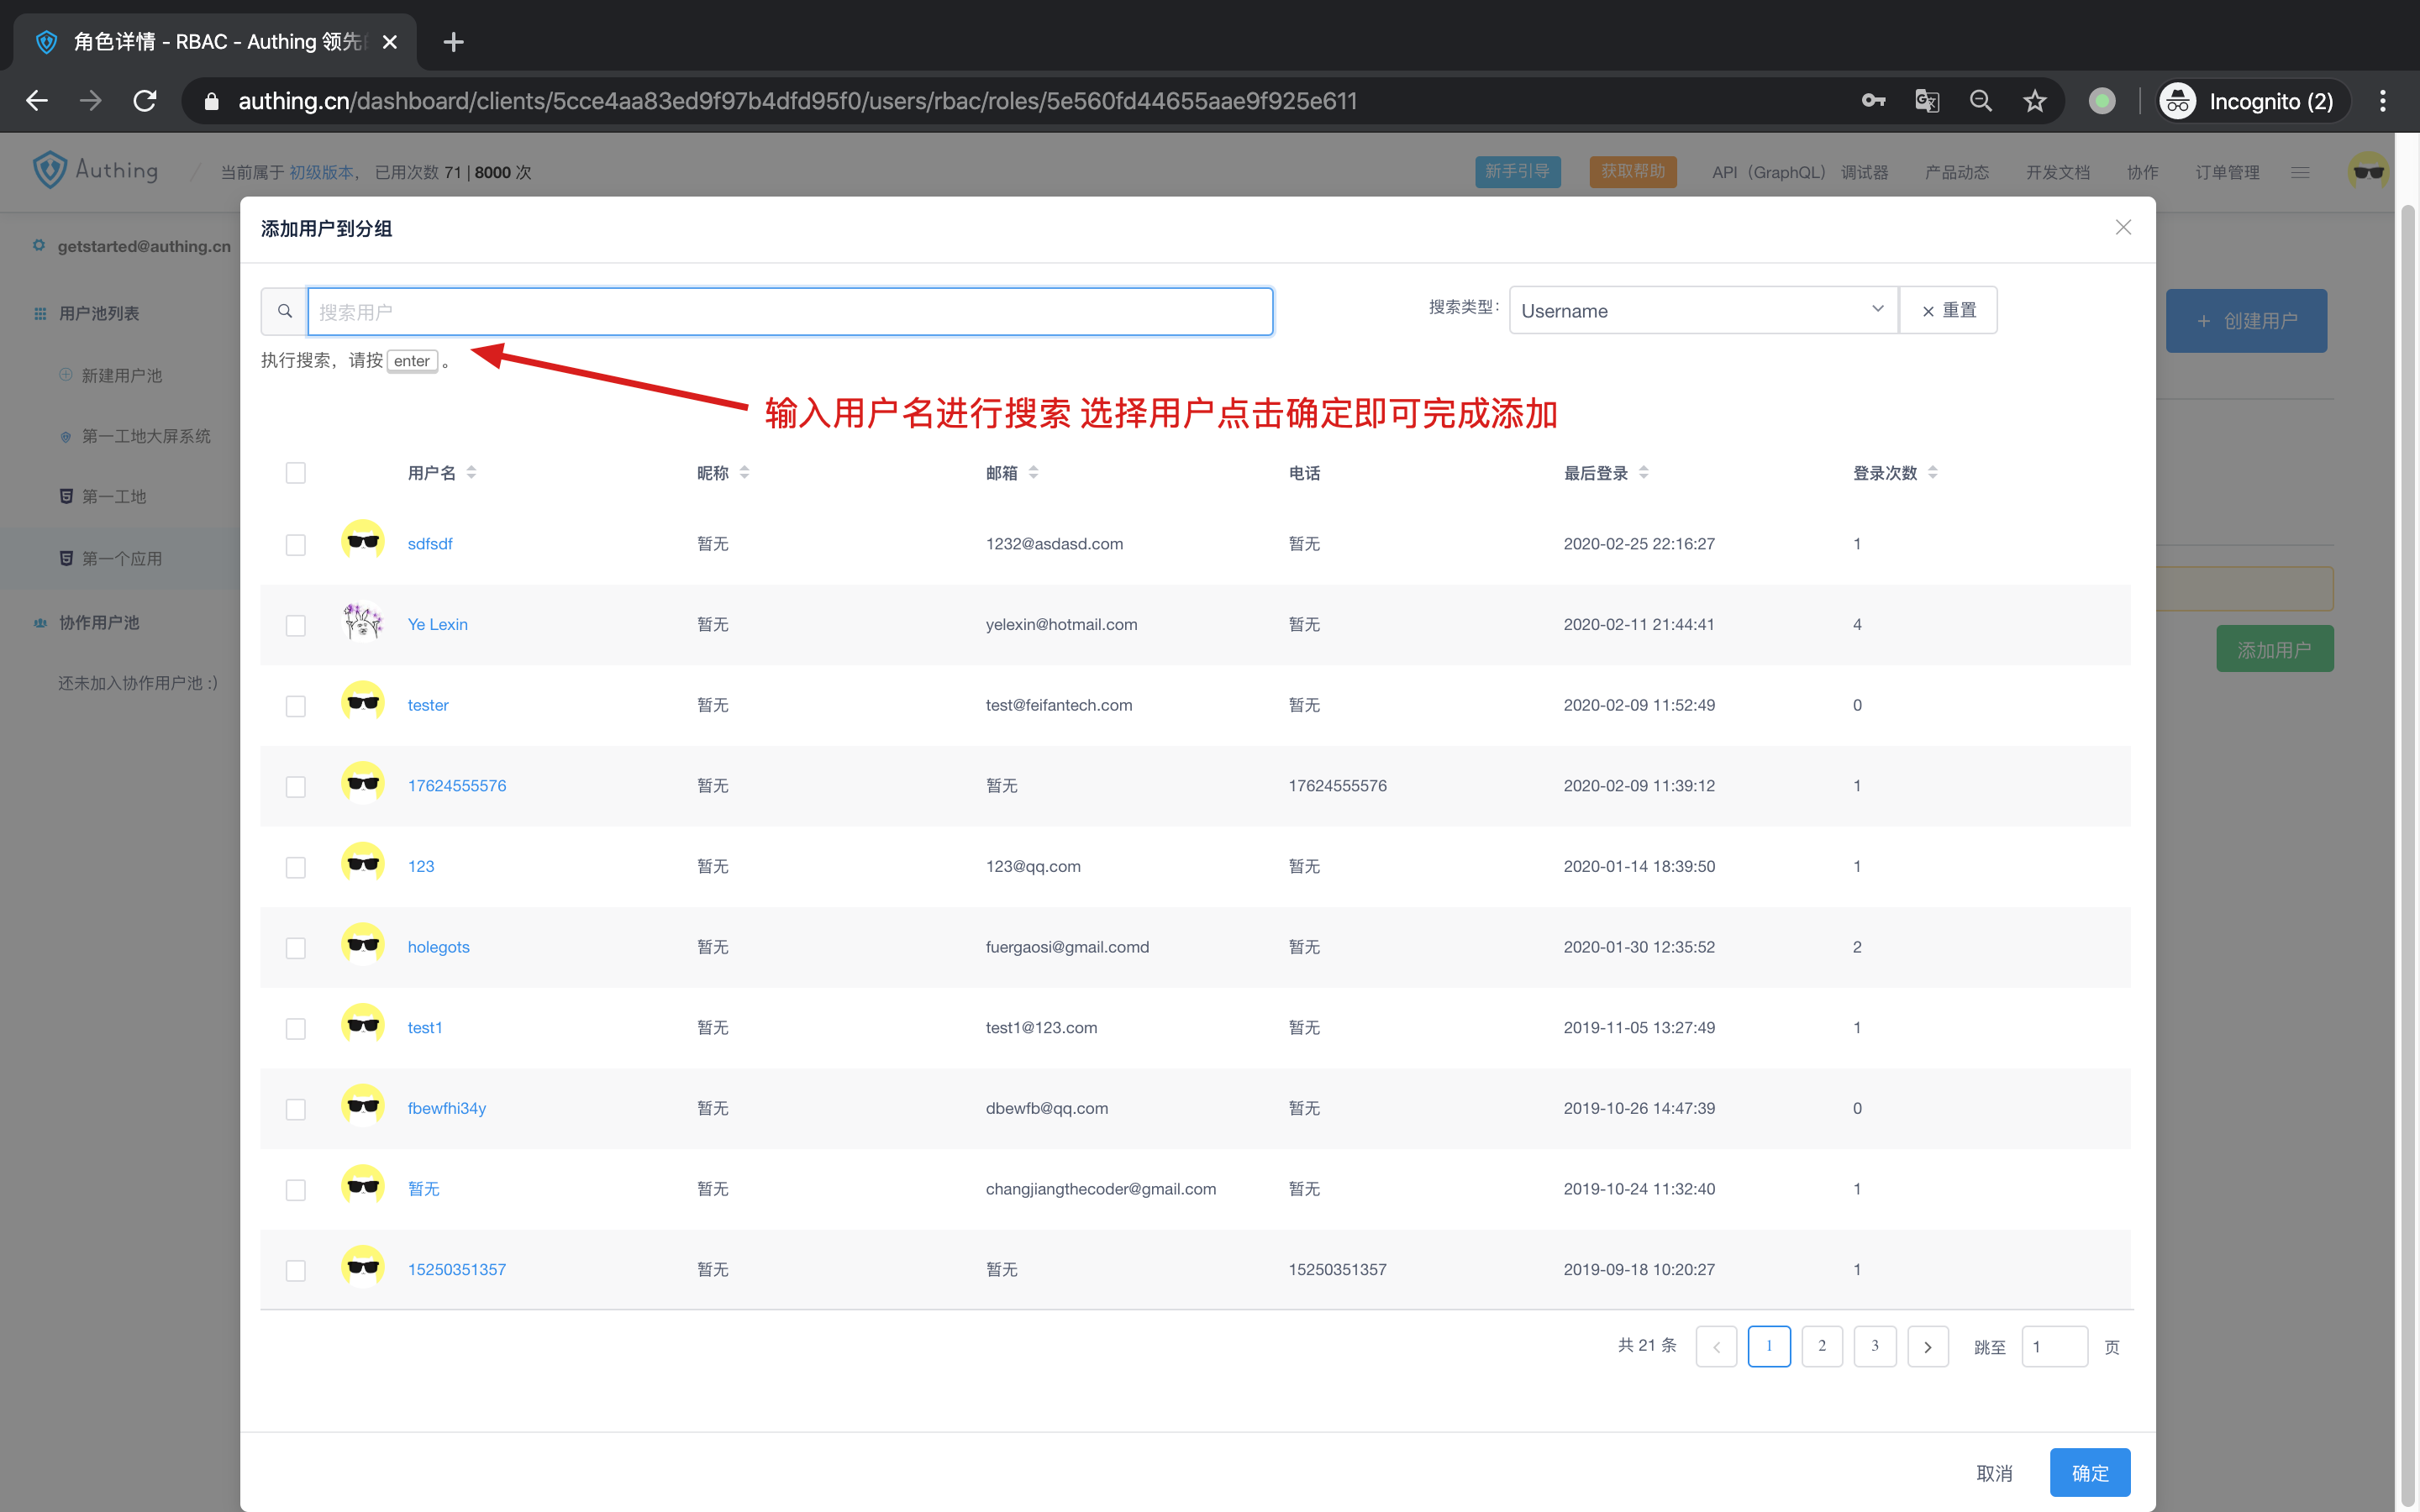 角色详情 - RBAC - Authing 领先
authing.cn/dashboard/clients/5cce4aa83ed9f97b4dfd95f0/users/rbac/roles/5e560fd44655aae9f925e611
Incognito (2)
Authing / 当前属于 初级版本， 已用次数 71 | 8000 次
新手引导 获取帮助 API（GraphQL） 调试器 产品动态 开发文档 协作 订单管理
getstarted@authing.cn
用户池列表
新建用户池
第一工地大屏系统
第一工地
第一个应用
协作用户池
还未加入协作用户池 :)
+ 创建用户
添加用户
添加用户到分组
搜索用户
搜索类型： Username × 重置
执行搜索，请按 enter 。
输入用户名进行搜索 选择用户点击确定即可完成添加
用户名 昵称 邮箱 电话 最后登录 登录次数
sdfsdf 暂无 1232@asdasd.com 暂无 2020-02-25 22:16:27 1
Ye Lexin 暂无 yelexin@hotmail.com 暂无 2020-02-11 21:44:41 4
tester 暂无 test@feifantech.com 暂无 2020-02-09 11:52:49 0
17624555576 暂无 暂无 17624555576 2020-02-09 11:39:12 1
123 暂无 123@qq.com 暂无 2020-01-14 18:39:50 1
holegots 暂无 fuergaosi@gmail.comd 暂无 2020-01-30 12:35:52 2
test1 暂无 test1@123.com 暂无 2019-11-05 13:27:49 1
fbewfhi34y 暂无 dbewfb@qq.com 暂无 2019-10-26 14:47:39 0
暂无 暂无 changjiangthecoder@gmail.com 暂无 2019-10-24 11:32:40 1
15250351357 暂无 暂无 15250351357 2019-09-18 10:20:27 1
共 21 条 1 2 3 跳至 1 页
取消 确定